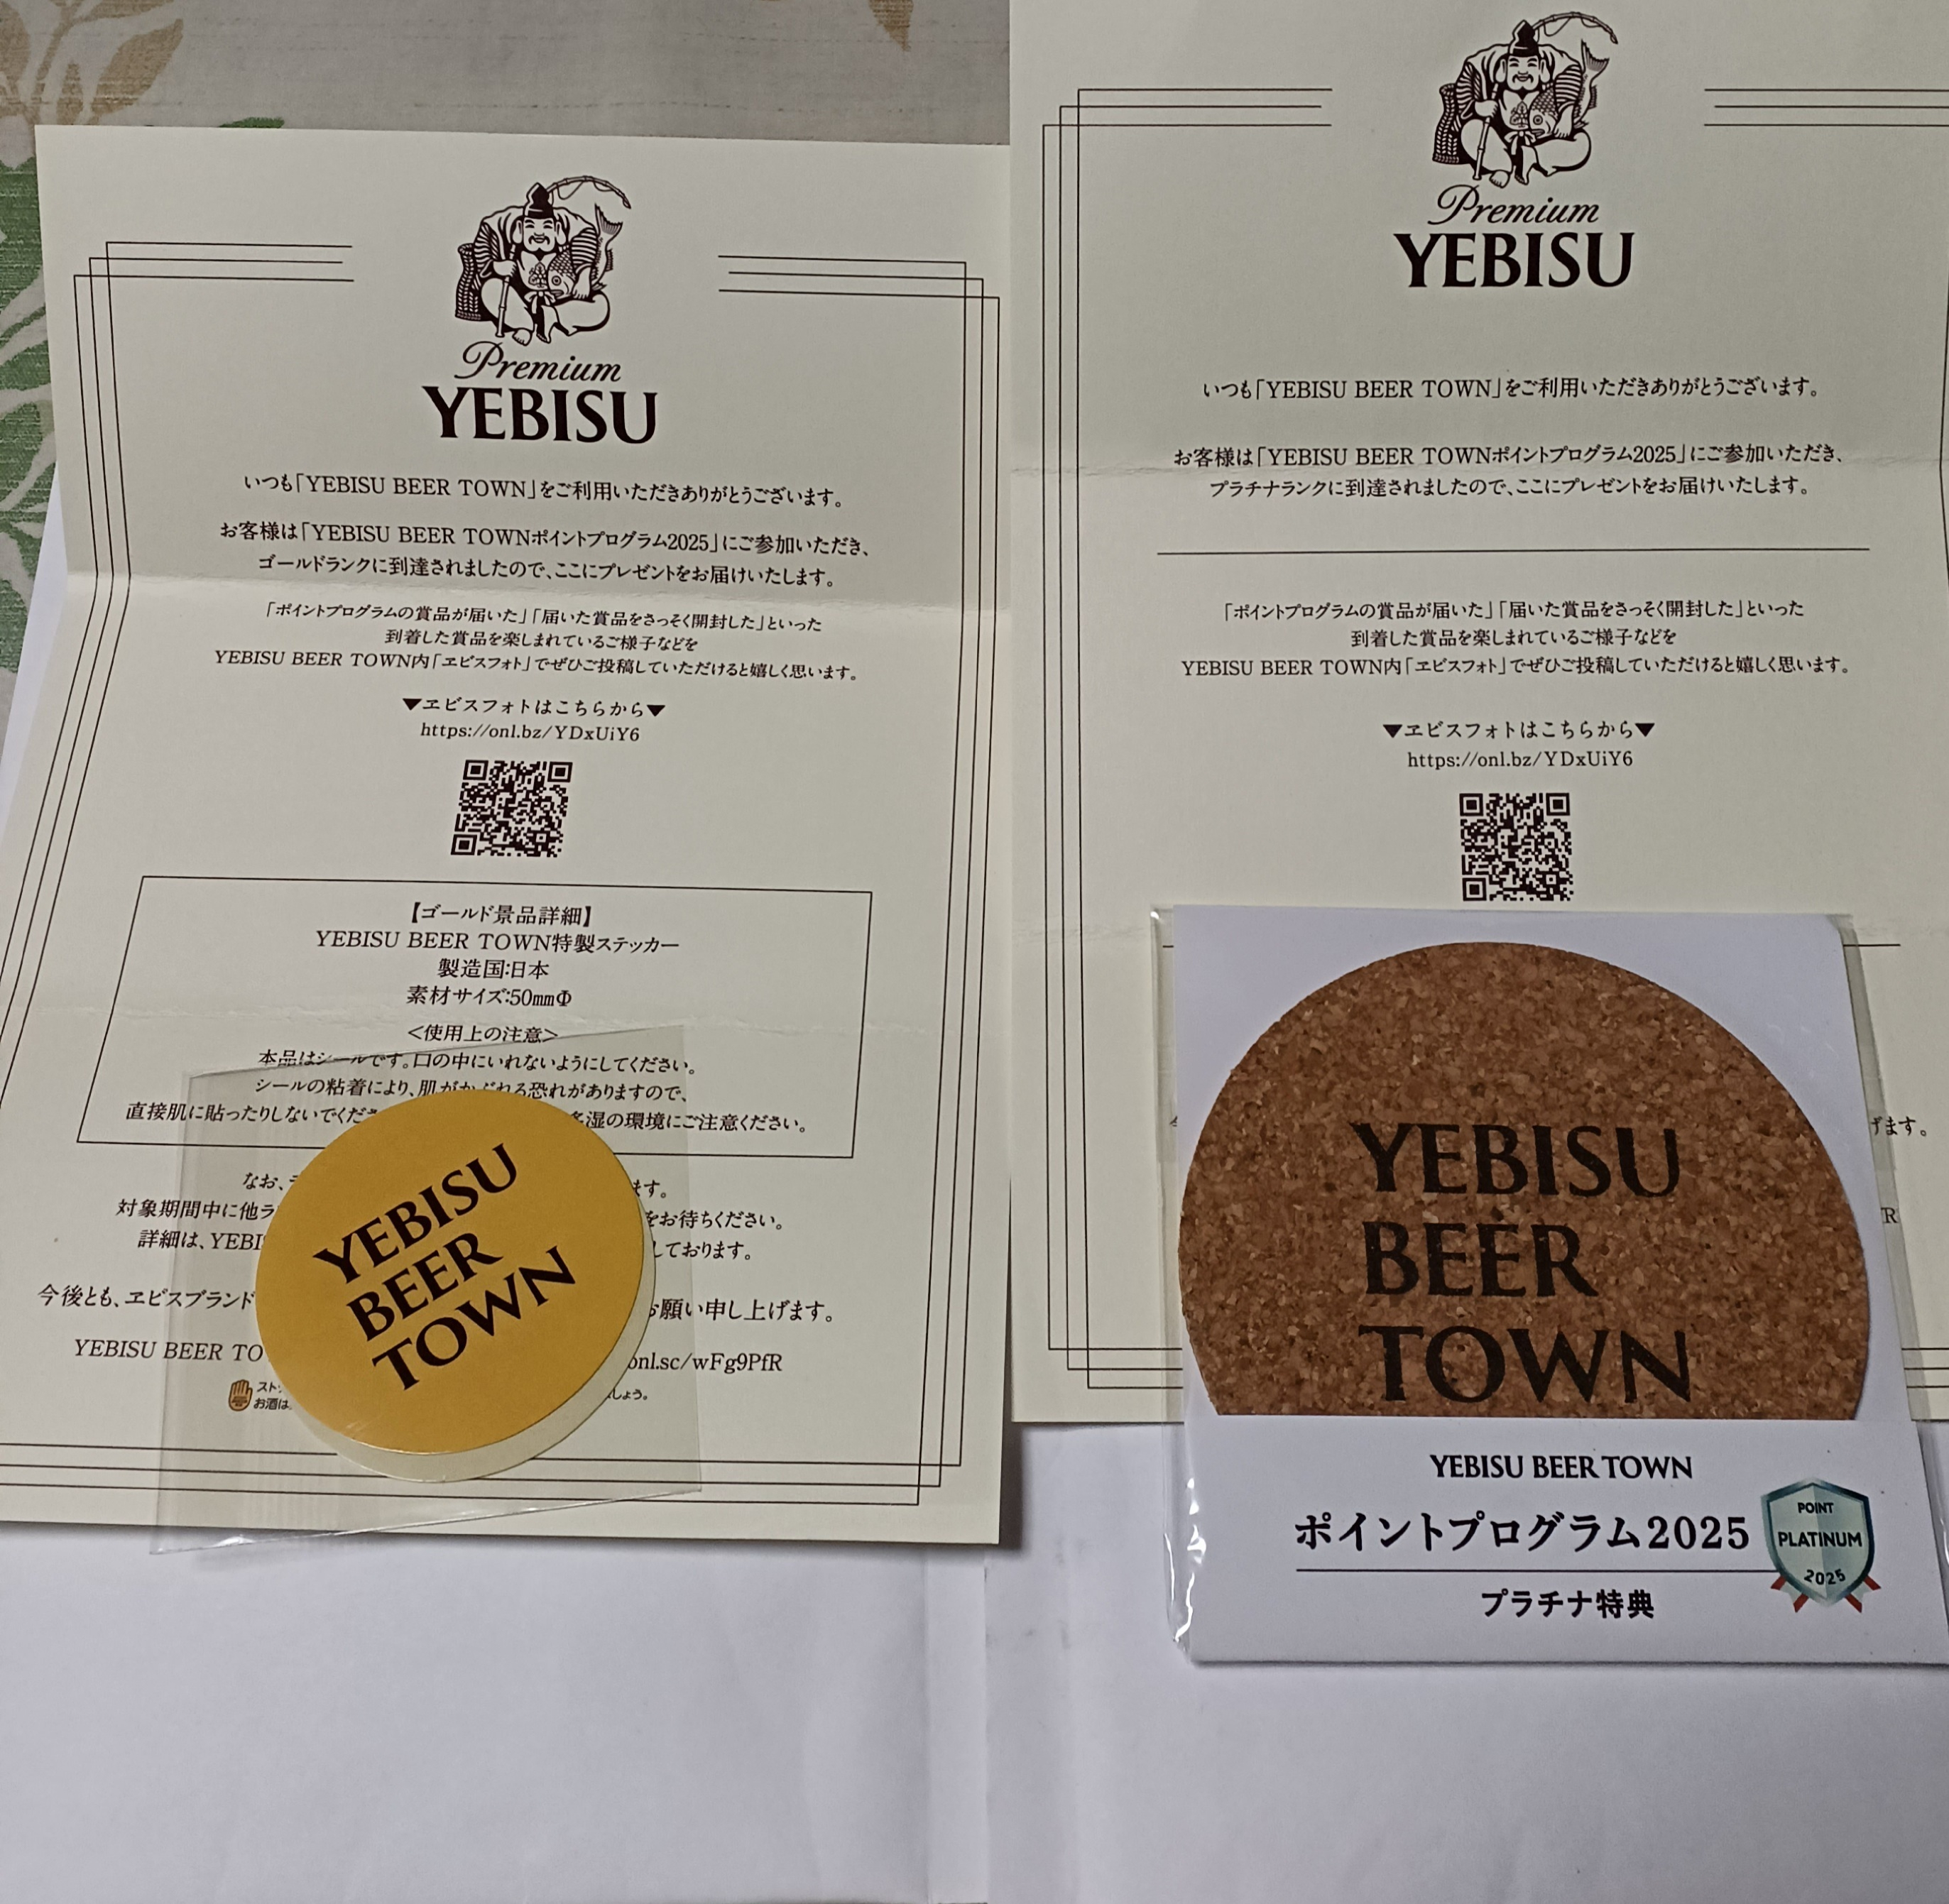 Premium
YEBISU
いつも「YEBISU BEER TOWN」をご利用いただきありがとうございます。
お客様は「YEBISU BEER TOWNポイントプログラム2025」にご参加いただき、
ゴールドランクに到達されましたので、ここにプレゼントをお届けいたします。
「ポイントプログラムの賞品が届いた」「届いた賞品をさっそく開封した」といった
到着した賞品を楽しまれているご様子などを
YEBISU BEER TOWN内「ヱビスフォト」でぜひご投稿していただけると嬉しく思います。
▼ヱビスフォトはこちらから▼
https://onl.bz/YDxUiY6
【ゴールド景品詳細】
YEBISU BEER TOWN特製ステッカー
製造国:日本
素材サイズ:50mmΦ
<使用上の注意>
本品はシールです。口の中にいれないようにしてください。
シールの粘着により、肌がかぶれる恐れがありますので、
直接肌に貼ったりしないでくださ 多湿の環境にご注意ください。
なお、 ます。
対象期間中に他ラ をお待ちください。
詳細は、YEBI しております。
今後とも、ヱビスブランド お願い申し上げます。
YEBISU BEER TO onl.sc/wFg9PfR
スト
お酒は ましょう。
YEBISU
BEER
TOWN
Premium
YEBISU
いつも「YEBISU BEER TOWN」をご利用いただきありがとうございます。
お客様は「YEBISU BEER TOWNポイントプログラム2025」にご参加いただき、
プラチナランクに到達されましたので、ここにプレゼントをお届けいたします。
「ポイントプログラムの賞品が届いた」「届いた賞品をさっそく開封した」といった
到着した賞品を楽しまれているご様子などを
YEBISU BEER TOWN内「ヱビスフォト」でぜひご投稿していただけると嬉しく思います。
▼ヱビスフォトはこちらから▼
https://onl.bz/YDxUiY6
げます。
R
YEBISU
BEER
TOWN
YEBISU BEER TOWN
ポイントプログラム2025
プラチナ特典
POINT
PLATINUM
2025